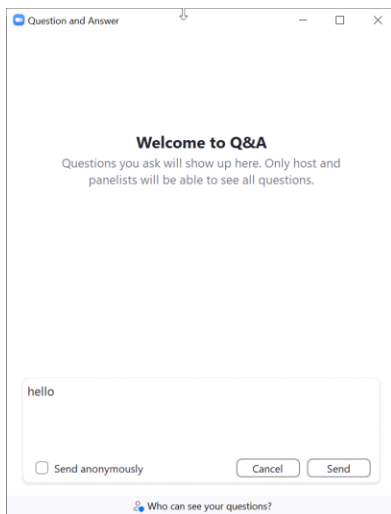 Question and Answer
Welcome to Q&A
Questions you ask will show up here. Only host and
panelists will be able to see all questions.
hello
Send anonymously Cancel Send
Who can see your questions?